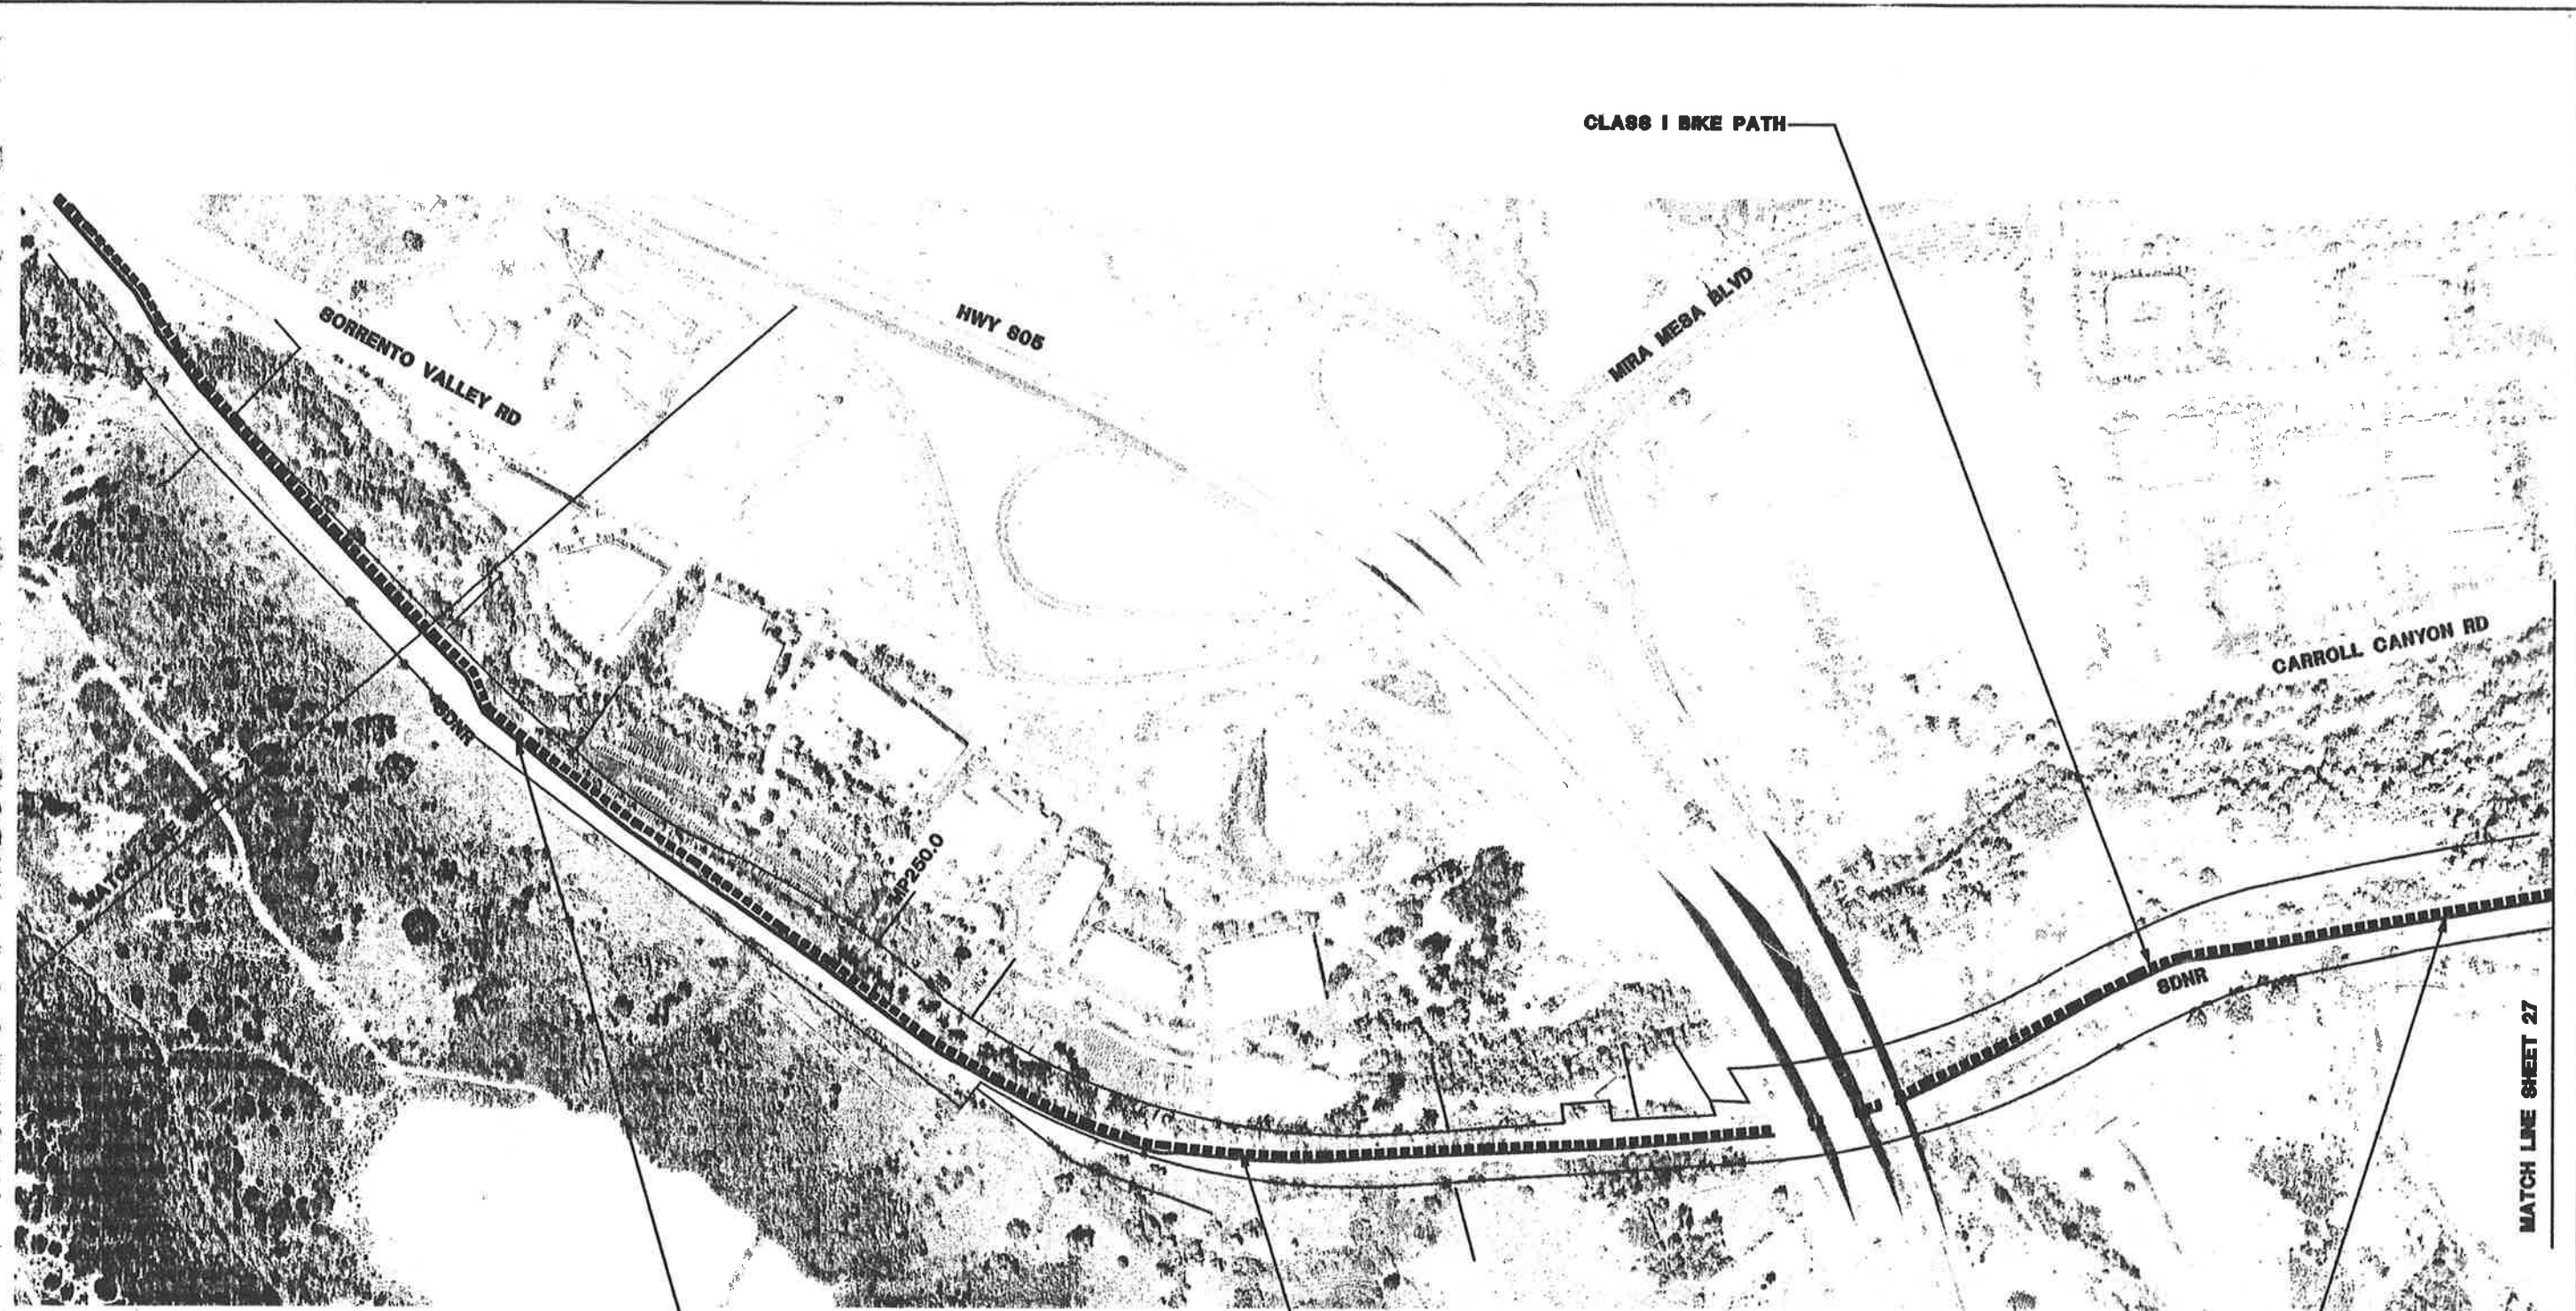 CLASS I BIKE PATH
SORRENTO VALLEY RD
HWY 805
MIRA MESA BLVD
CARROLL CANYON RD
SDNR
MATCH LINE
MP250.0
SDNR
MATCH LINE SHEET 27